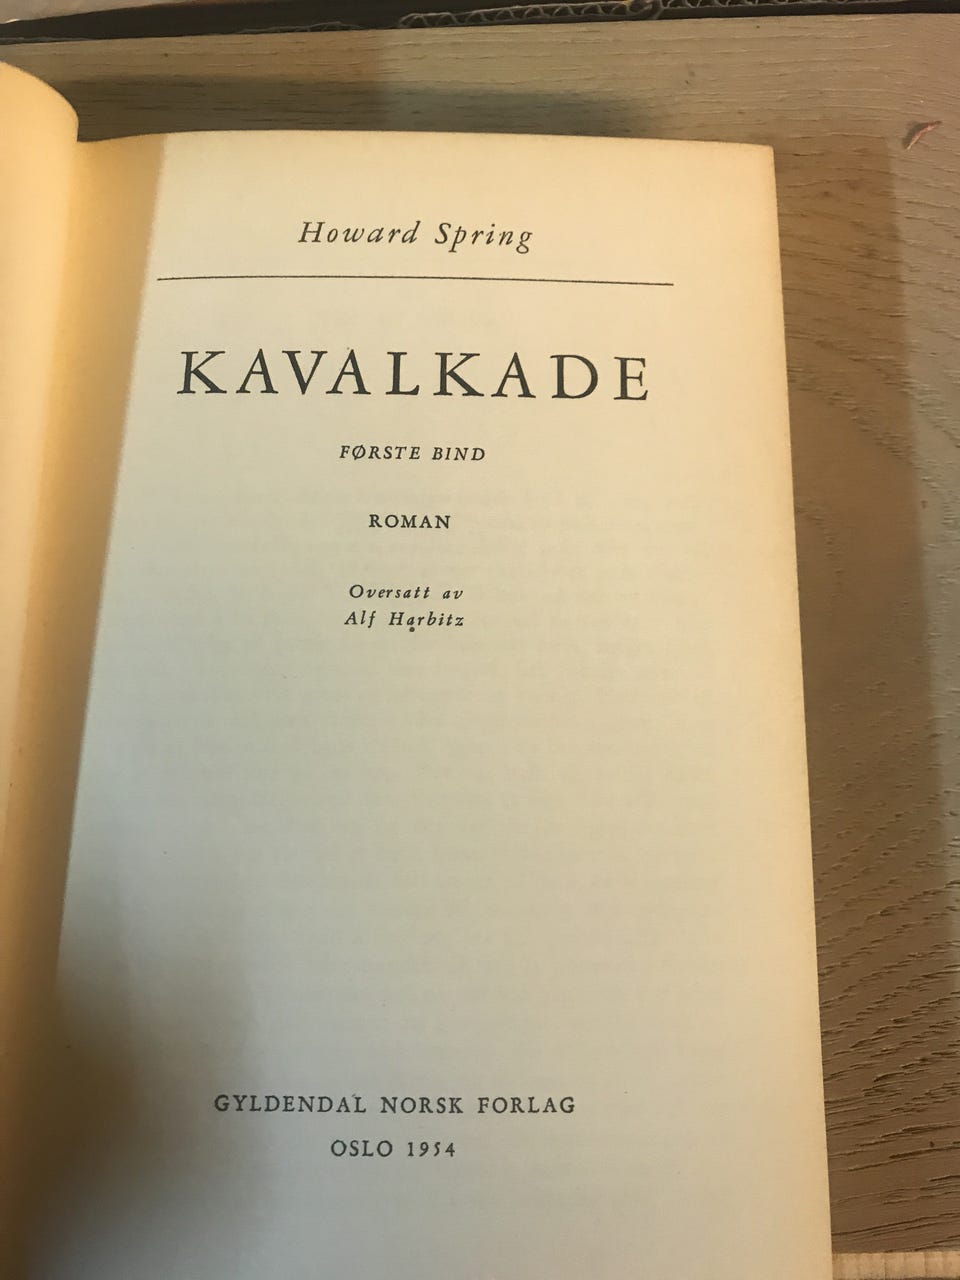 Howard Spring
KAVALKADE
FØRSTE BIND
ROMAN
Oversatt av
Alf Harbitz
GYLDENDAL NORSK FORLAG
OSLO 1954